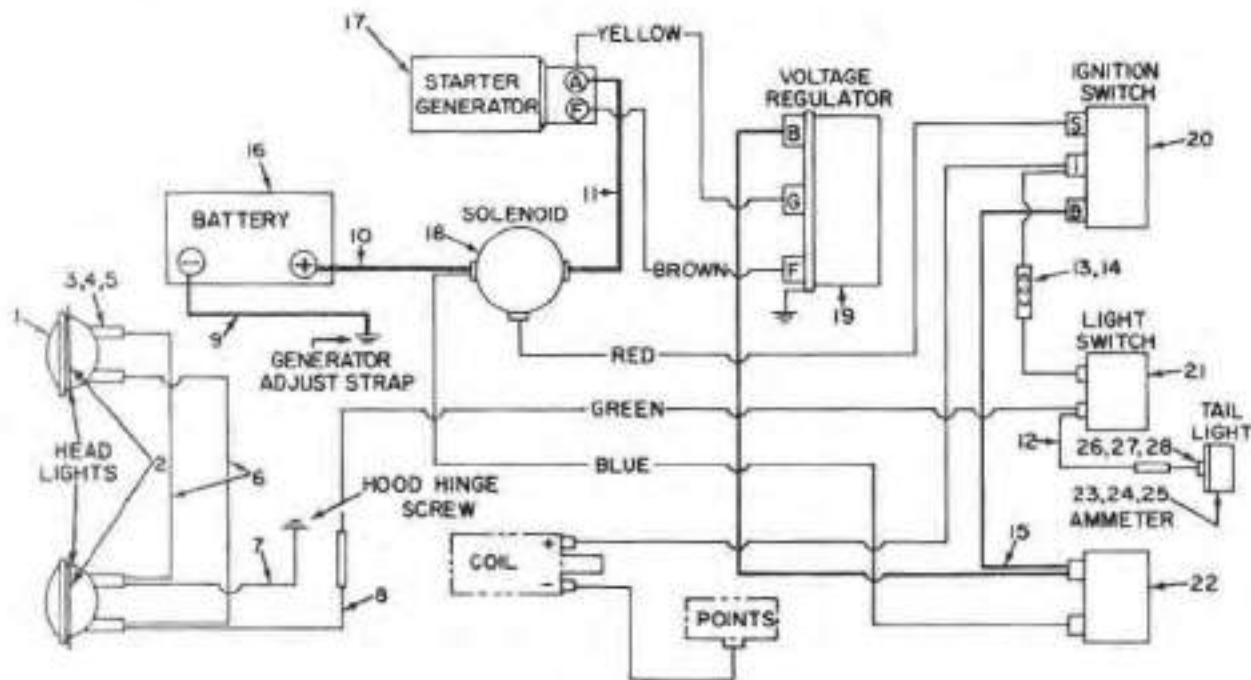 17
YELLOW
STARTER
GENERATOR
A
F
VOLTAGE
REGULATOR
IGNITION
SWITCH
B
S
20
16
I
11
G
B
BATTERY
SOLENOID
10
18
BROWN
F
13,14
3,4,5
1
19
9
LIGHT
SWITCH
GENERATOR
ADJUST STRAP
RED
21
GREEN
TAIL
LIGHT
HEAD
LIGHTS
2
6
BLUE
12
26,27,28
HOOD HINGE
SCREW
23,24,25
AMMETER
7
15
+
COIL
-
8
POINTS
22